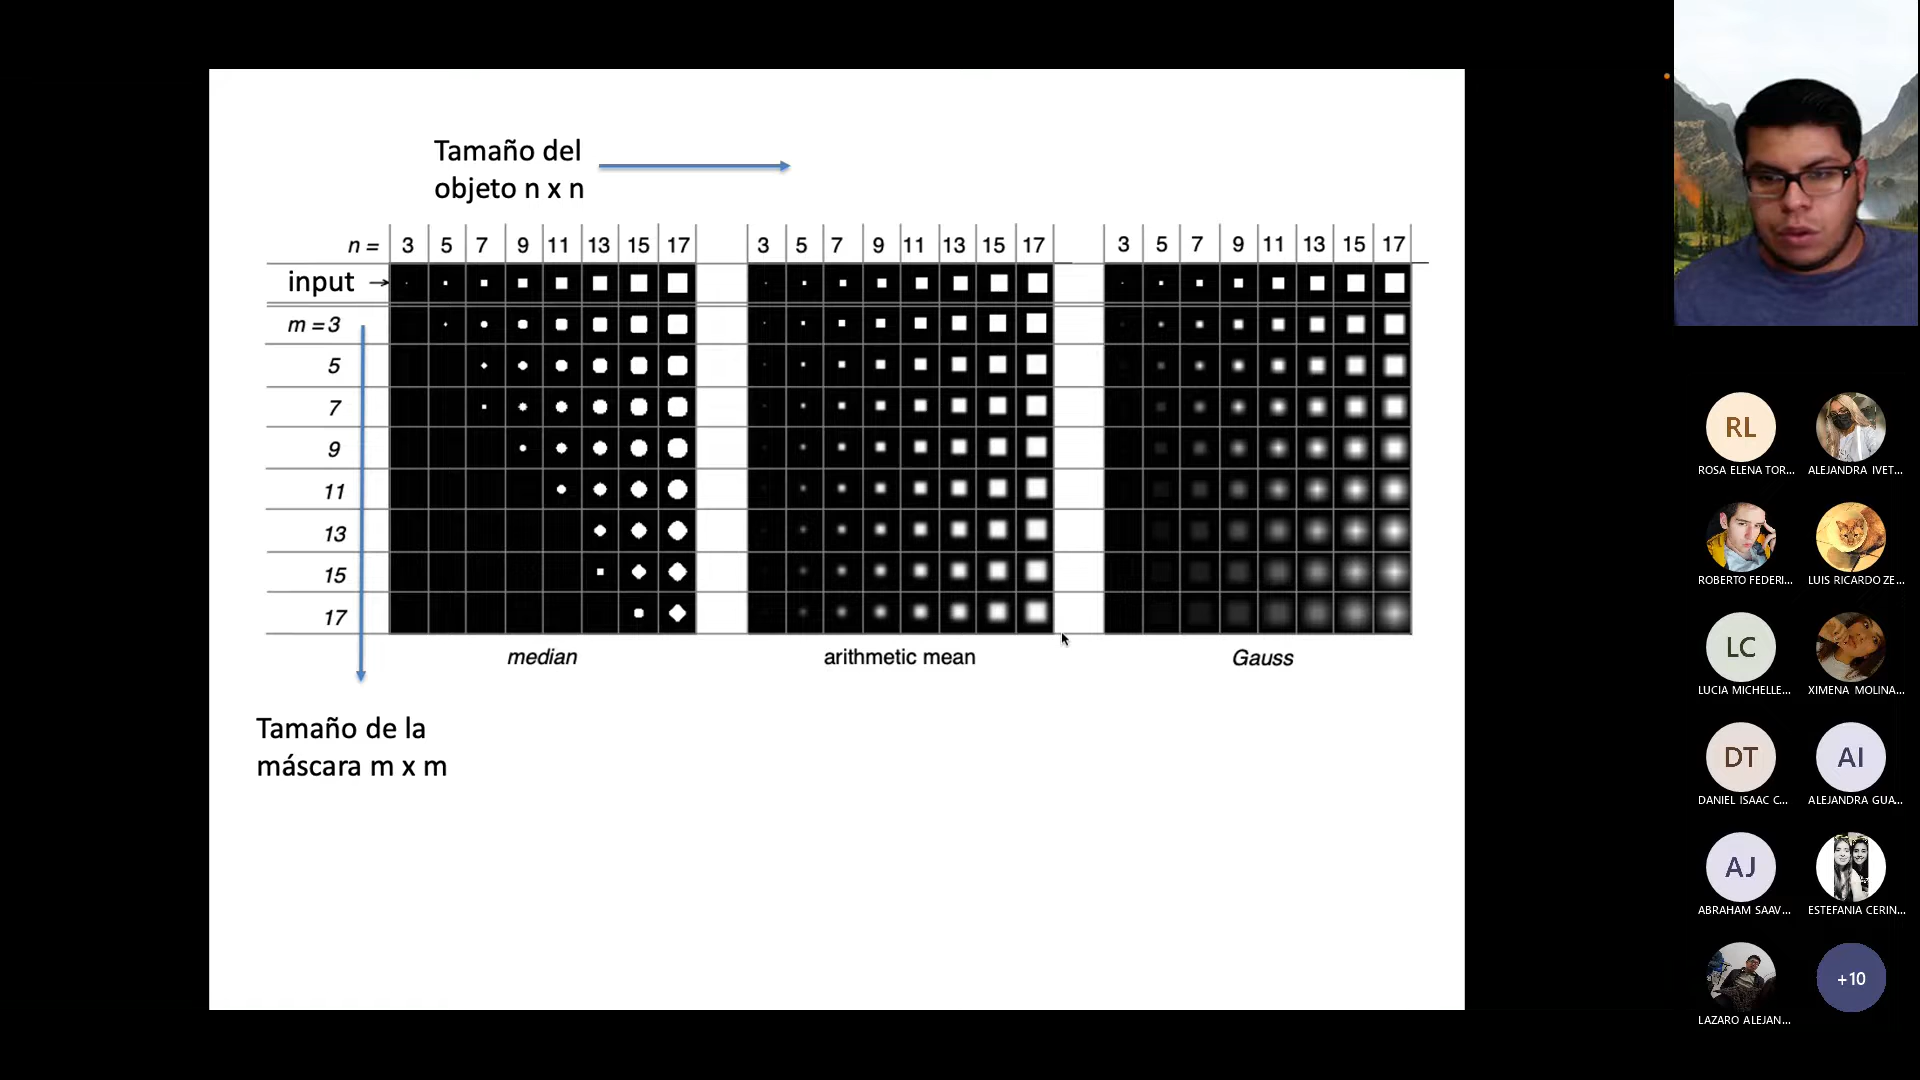 Tamaño del
objeto n x n
n = 3 5 7 9 11 13 15 17 3 5 7 9 11 13 15 17 3 5 7 9 11 13 15 17
input →
m = 3
5
7
9
11
13
15
17
median arithmetic mean Gauss
Tamaño de la
máscara m x m
RL
ROSA ELENA TOR... ALEJANDRA IVET...
ROBERTO FEDERI... LUIS RICARDO ZE...
LC
LUCIA MICHELLE... XIMENA MOLINA...
DT AI
DANIEL ISAAC C... ALEJANDRA GUA...
AJ
ABRAHAM SAAV... ESTEFANIA CERIN...
+10
LAZARO ALEJAN...